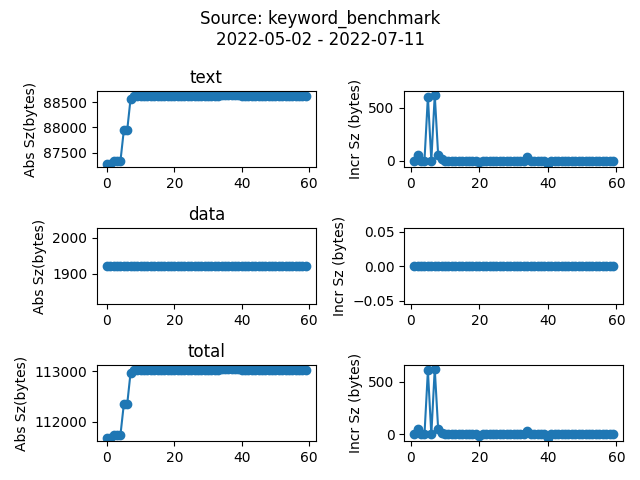 Source: keyword_benchmark
2022-05-02 - 2022-07-11
text
Abs Sz(bytes)
88500
88000
87500
0 20 40 60
Incr Sz (bytes)
500
0
0 20 40 60
data
Abs Sz(bytes)
2000
1900
0 20 40 60
Incr Sz (bytes)
0.05
0.00
−0.05
0 20 40 60
total
Abs Sz(bytes)
113000
112000
0 20 40 60
Incr Sz (bytes)
500
0
0 20 40 60